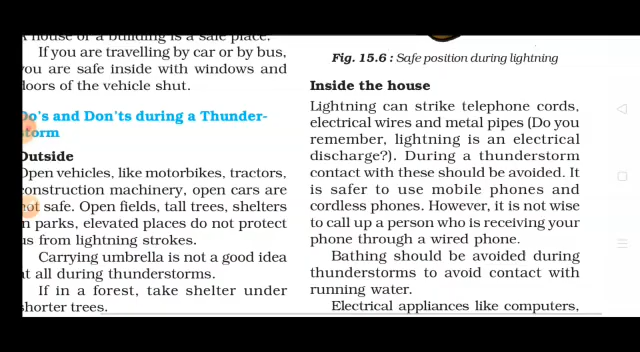 A house or a building is a safe place.
If you are travelling by car or by bus,
you are safe inside with windows and
doors of the vehicle shut.
Do's and Don'ts during a Thunder-
storm
Outside
Open vehicles, like motorbikes, tractors,
construction machinery, open cars are
not safe. Open fields, tall trees, shelters
in parks, elevated places do not protect
us from lightning strokes.
Carrying umbrella is not a good idea
at all during thunderstorms.
If in a forest, take shelter under
shorter trees.
Fig. 15.6 : Safe position during lightning
Inside the house
Lightning can strike telephone cords,
electrical wires and metal pipes (Do you
remember, lightning is an electrical
discharge?). During a thunderstorm
contact with these should be avoided. It
is safer to use mobile phones and
cordless phones. However, it is not wise
to call up a person who is receiving your
phone through a wired phone.
Bathing should be avoided during
thunderstorms to avoid contact with
running water.
Electrical appliances like computers,